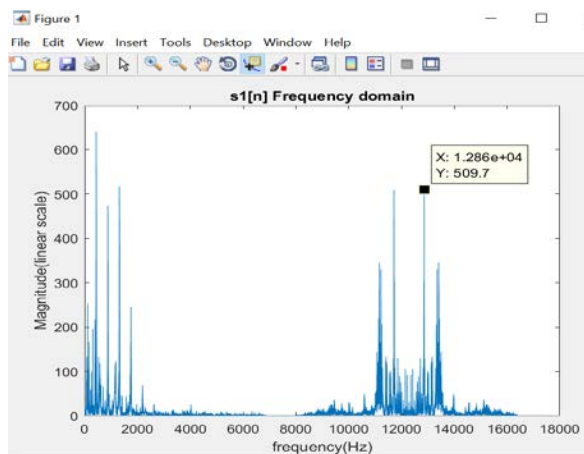 Figure 1
File Edit View Insert Tools Desktop Window Help
s1[n] Frequency domain
700
600
500
400
300
200
100
0
Magnitude(linear scale)
X: 1.286e+04
Y: 509.7
0 2000 4000 6000 8000 10000 12000 14000 16000 18000
frequency(Hz)